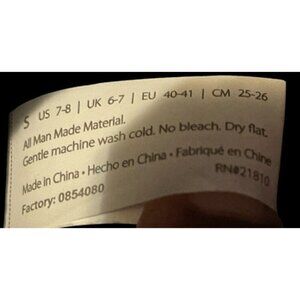 S US 7-8 | UK 6-7 | EU 40-41 | CM 25-26
All Man Made Material.
Gentle machine wash cold. No bleach. Dry flat.
Made in China • Hecho en China • Fabriqué en Chine
Factory: 0854080 RN#21810